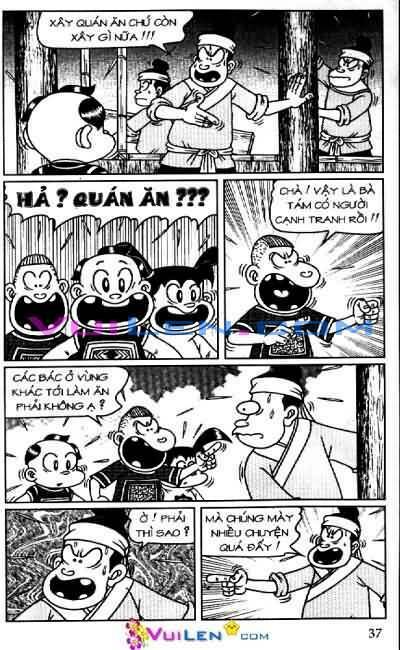 XÂY QUÁN ĂN CHỨ CÒN
XÂY GÌ NỮA !!!
HẢ ? QUÁN ĂN ???
CHÀ ! VẬY LÀ BÀ
TÁM CÓ NGƯỜI
CẠNH TRANH RỒI !!
VUILEN.COM
CÁC BÁC Ở VÙNG
KHÁC TỚI LÀM ĂN
PHẢI KHÔNG Ạ ?
Ờ ! PHẢI
THÌ SAO ?
MÀ CHÚNG MÀY
NHIỀU CHUYỆN
QUÁ ĐẤY !
37
VUILEN.COM